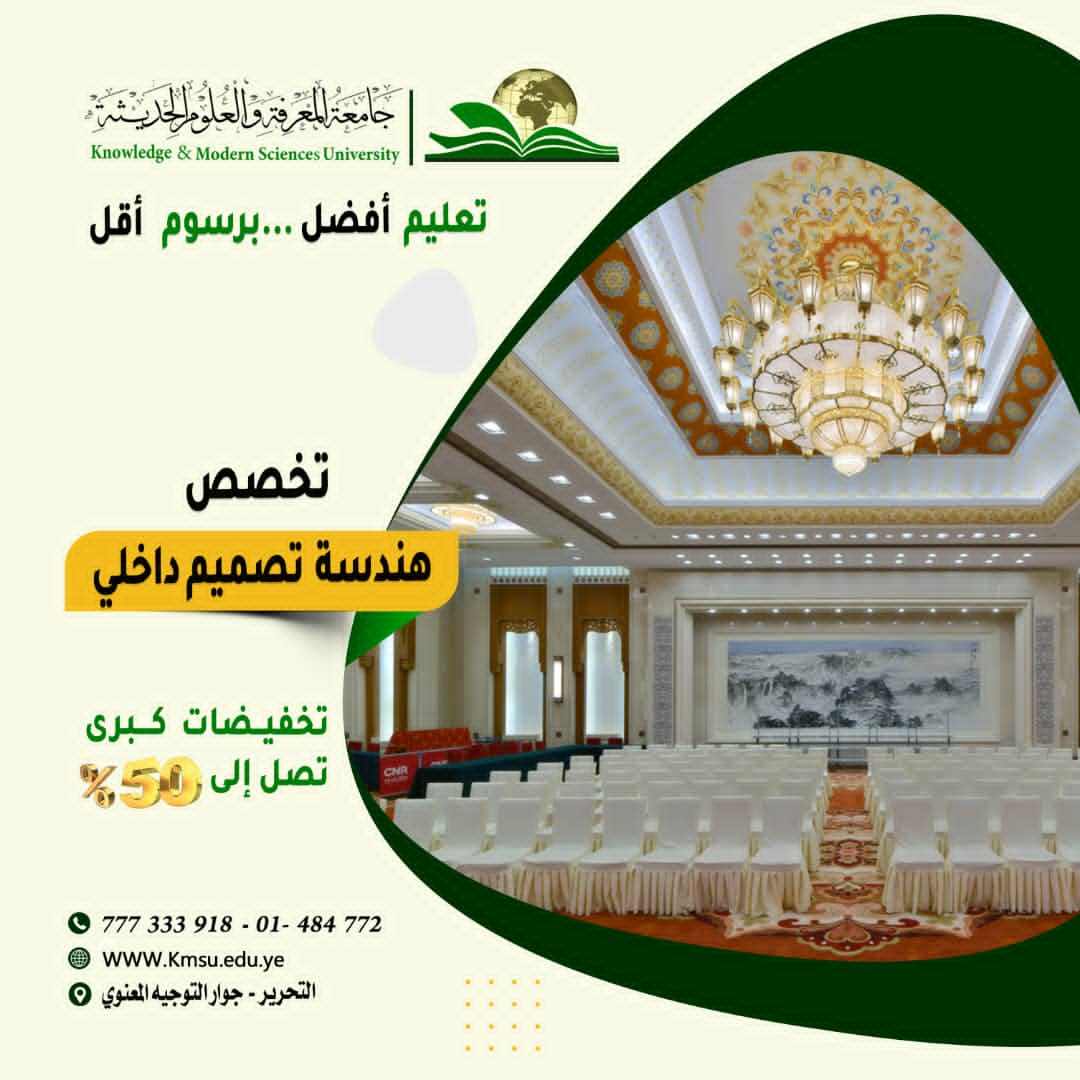 جامعة المعرفة والعلوم الحديثة
Knowledge & Modern Sciences University
تعليم أفضل ...برسوم أقل
تخصص
هندسة تصميم داخلي
تخفيضات كبرى
تصل إلى 50%
777 333 918 - 01- 484 772
WWW.Kmsu.edu.ye
التحرير - جوار التوجيه المعنوي
CNR